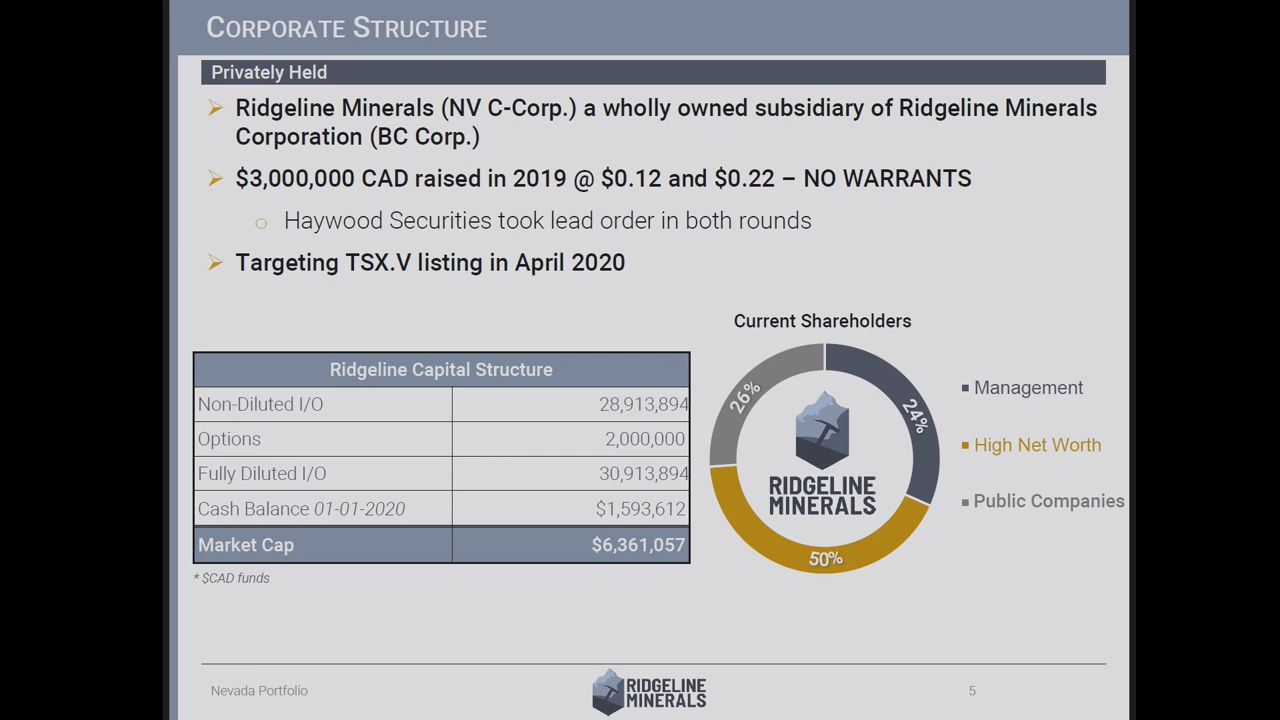 CORPORATE STRUCTURE
Privately Held
Ridgeline Minerals (NV C-Corp.) a wholly owned subsidiary of Ridgeline Minerals
Corporation (BC Corp.)
$3,000,000 CAD raised in 2019 @ $0.12 and $0.22 – NO WARRANTS
Haywood Securities took lead order in both rounds
Targeting TSX.V listing in April 2020
Ridgeline Capital Structure
Non-Diluted I/O 28,913,894
Options 2,000,000
Fully Diluted I/O 30,913,894
Cash Balance 01-01-2020 $1,593,612
Market Cap $6,361,057
* $CAD funds
Current Shareholders
26%
24%
50%
RIDGELINE
MINERALS
Management
High Net Worth
Public Companies
Nevada Portfolio
RIDGELINE
MINERALS
5